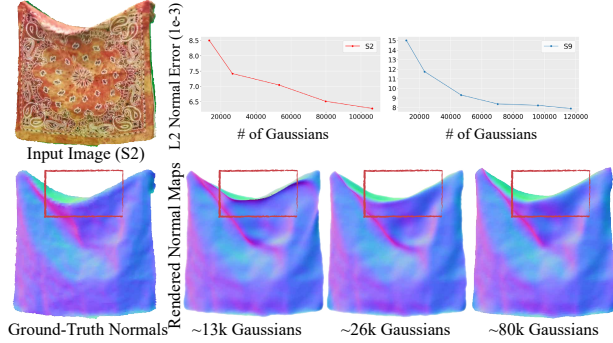 L2 Normal Error (1e-3)
8.5
8.0
7.5
7.0
6.5
S2
20000 40000 60000 80000 100000
# of Gaussians
15
14
13
12
11
10
9
8
S9
20000 40000 60000 80000 100000 120000
# of Gaussians
Input Image (S2)
Rendered Normal Maps
Ground-Truth Normals
~13k Gaussians
~26k Gaussians
~80k Gaussians